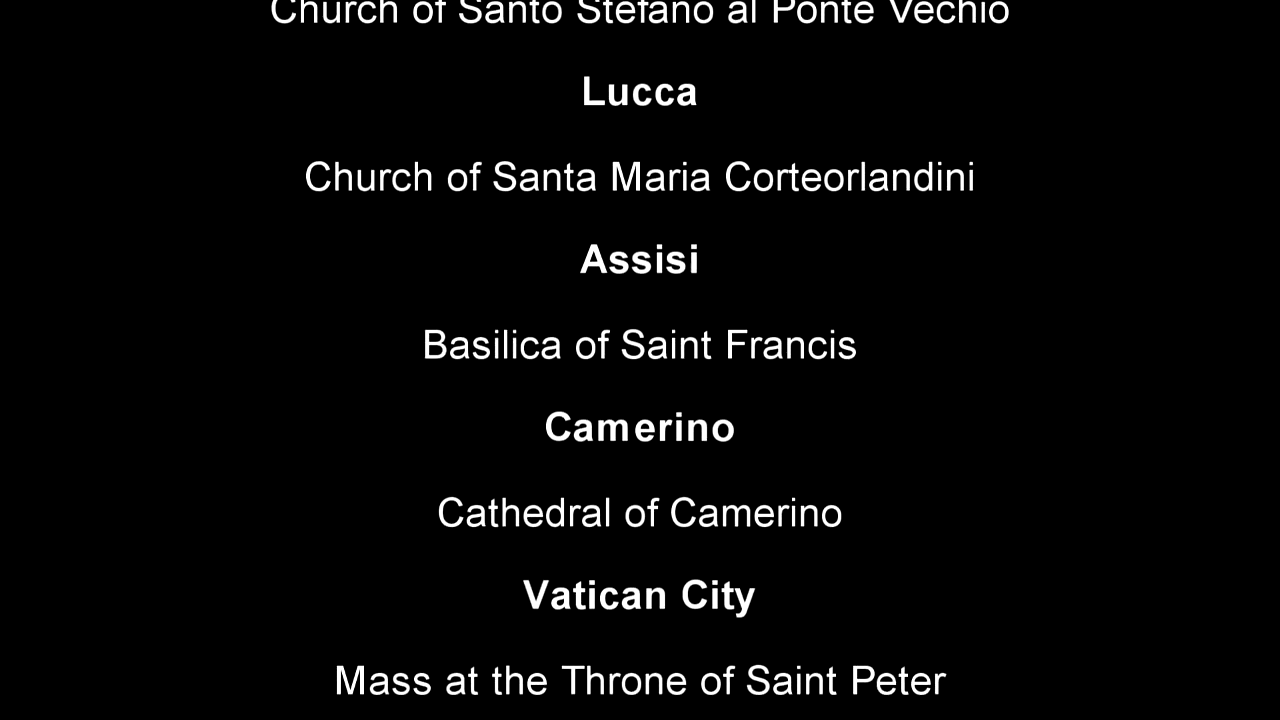 Church of Santo Stefano al Ponte Vechio
Lucca
Church of Santa Maria Corteorlandini
Assisi
Basilica of Saint Francis
Camerino
Cathedral of Camerino
Vatican City
Mass at the Throne of Saint Peter